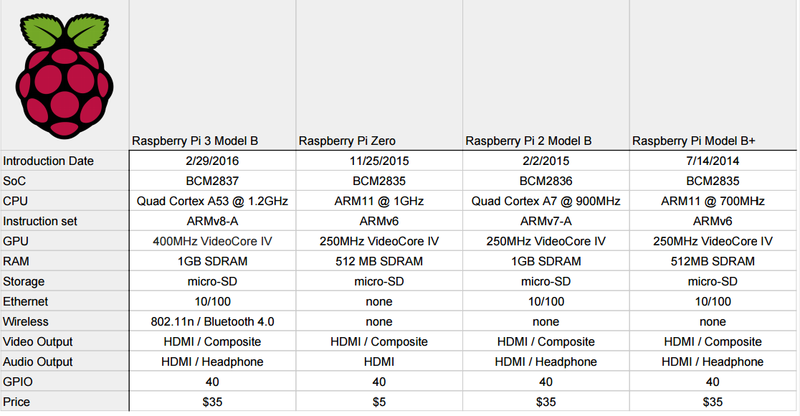 Raspberry Pi 3 Model B Raspberry Pi Zero Raspberry Pi 2 Model B Raspberry Pi Model B+
Introduction Date 2/29/2016 11/25/2015 2/2/2015 7/14/2014
SoC BCM2837 BCM2835 BCM2836 BCM2835
CPU Quad Cortex A53 @ 1.2GHz ARM11 @ 1GHz Quad Cortex A7 @ 900MHz ARM11 @ 700MHz
Instruction set ARMv8-A ARMv6 ARMv7-A ARMv6
GPU 400MHz VideoCore IV 250MHz VideoCore IV 250MHz VideoCore IV 250MHz VideoCore IV
RAM 1GB SDRAM 512 MB SDRAM 1GB SDRAM 512MB SDRAM
Storage micro-SD micro-SD micro-SD micro-SD
Ethernet 10/100 none 10/100 10/100
Wireless 802.11n / Bluetooth 4.0 none none none
Video Output HDMI / Composite HDMI / Composite HDMI / Composite HDMI / Composite
Audio Output HDMI / Headphone HDMI HDMI / Headphone HDMI / Headphone
GPIO 40 40 40 40
Price $35 $5 $35 $35